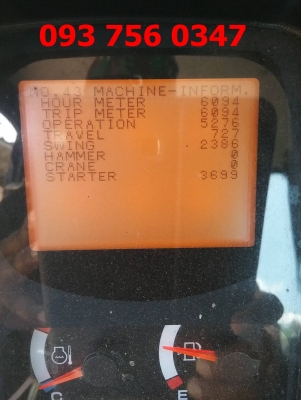 093 756 0347
NO.43 MACHINE-INFORM.
HOUR METER 6094
TRIP METER 6094
OPERATION 5276
TRAVEL 727
SWING 2386
HAMMER 0
CRANE 0
STARTER 3699
C
E